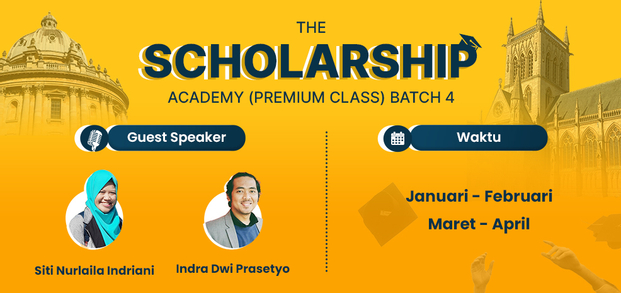 THE
SCHOLARSHIP
ACADEMY (PREMIUM CLASS) BATCH 4
Guest Speaker
Siti Nurlaila Indriani
Indra Dwi Prasetyo
Waktu
Januari - Februari
Maret - April